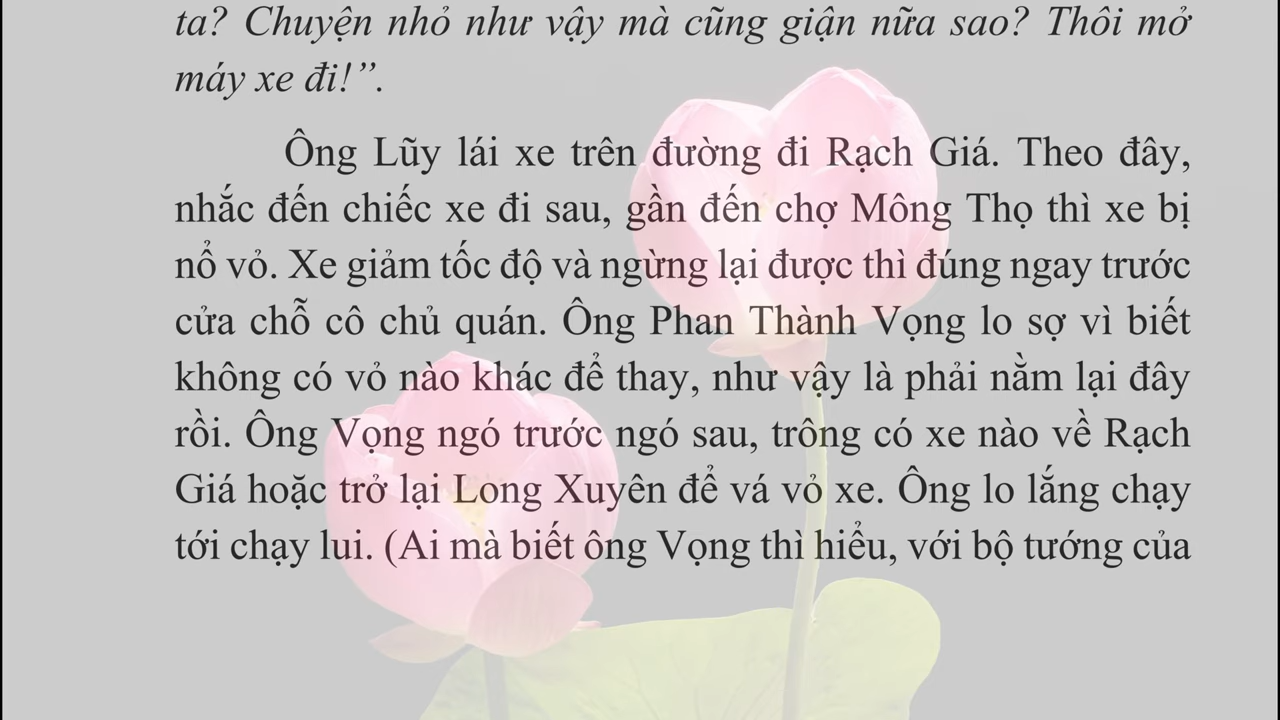 ta? Chuyện nhỏ như vậy mà cũng giận nữa sao? Thôi mở
máy xe đi!”.
Ông Lũy lái xe trên đường đi Rạch Giá. Theo đây,
nhắc đến chiếc xe đi sau, gần đến chợ Mông Thọ thì xe bị
nổ vỏ. Xe giảm tốc độ và ngừng lại được thì đúng ngay trước
cửa chỗ cô chủ quán. Ông Phan Thành Vọng lo sợ vì biết
không có vỏ nào khác để thay, như vậy là phải nằm lại đây
rồi. Ông Vọng ngó trước ngó sau, trông có xe nào về Rạch
Giá hoặc trở lại Long Xuyên để vá vỏ xe. Ông lo lắng chạy
tới chạy lui. (Ai mà biết ông Vọng thì hiểu, với bộ tướng của